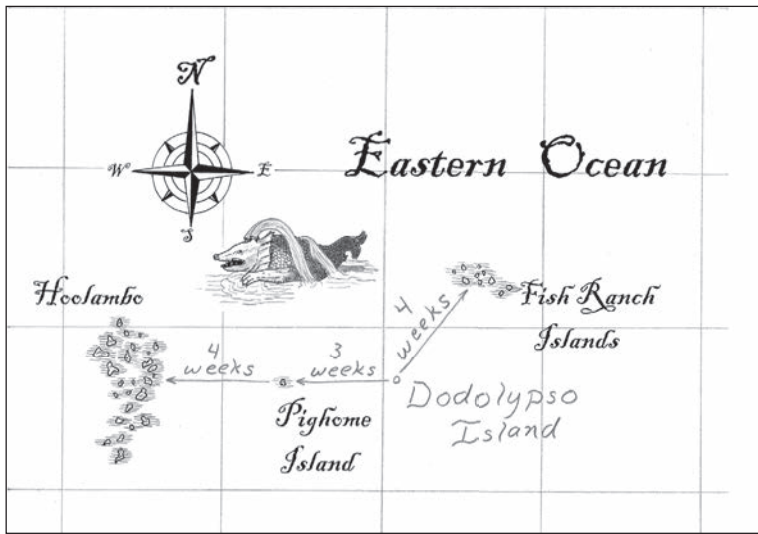 N
W
E
S
Eastern Ocean
Hoolambo
Fish Ranch
Islands
4
weeks
4
weeks
3
weeks
Dodolypso
Island
Pighome
Island